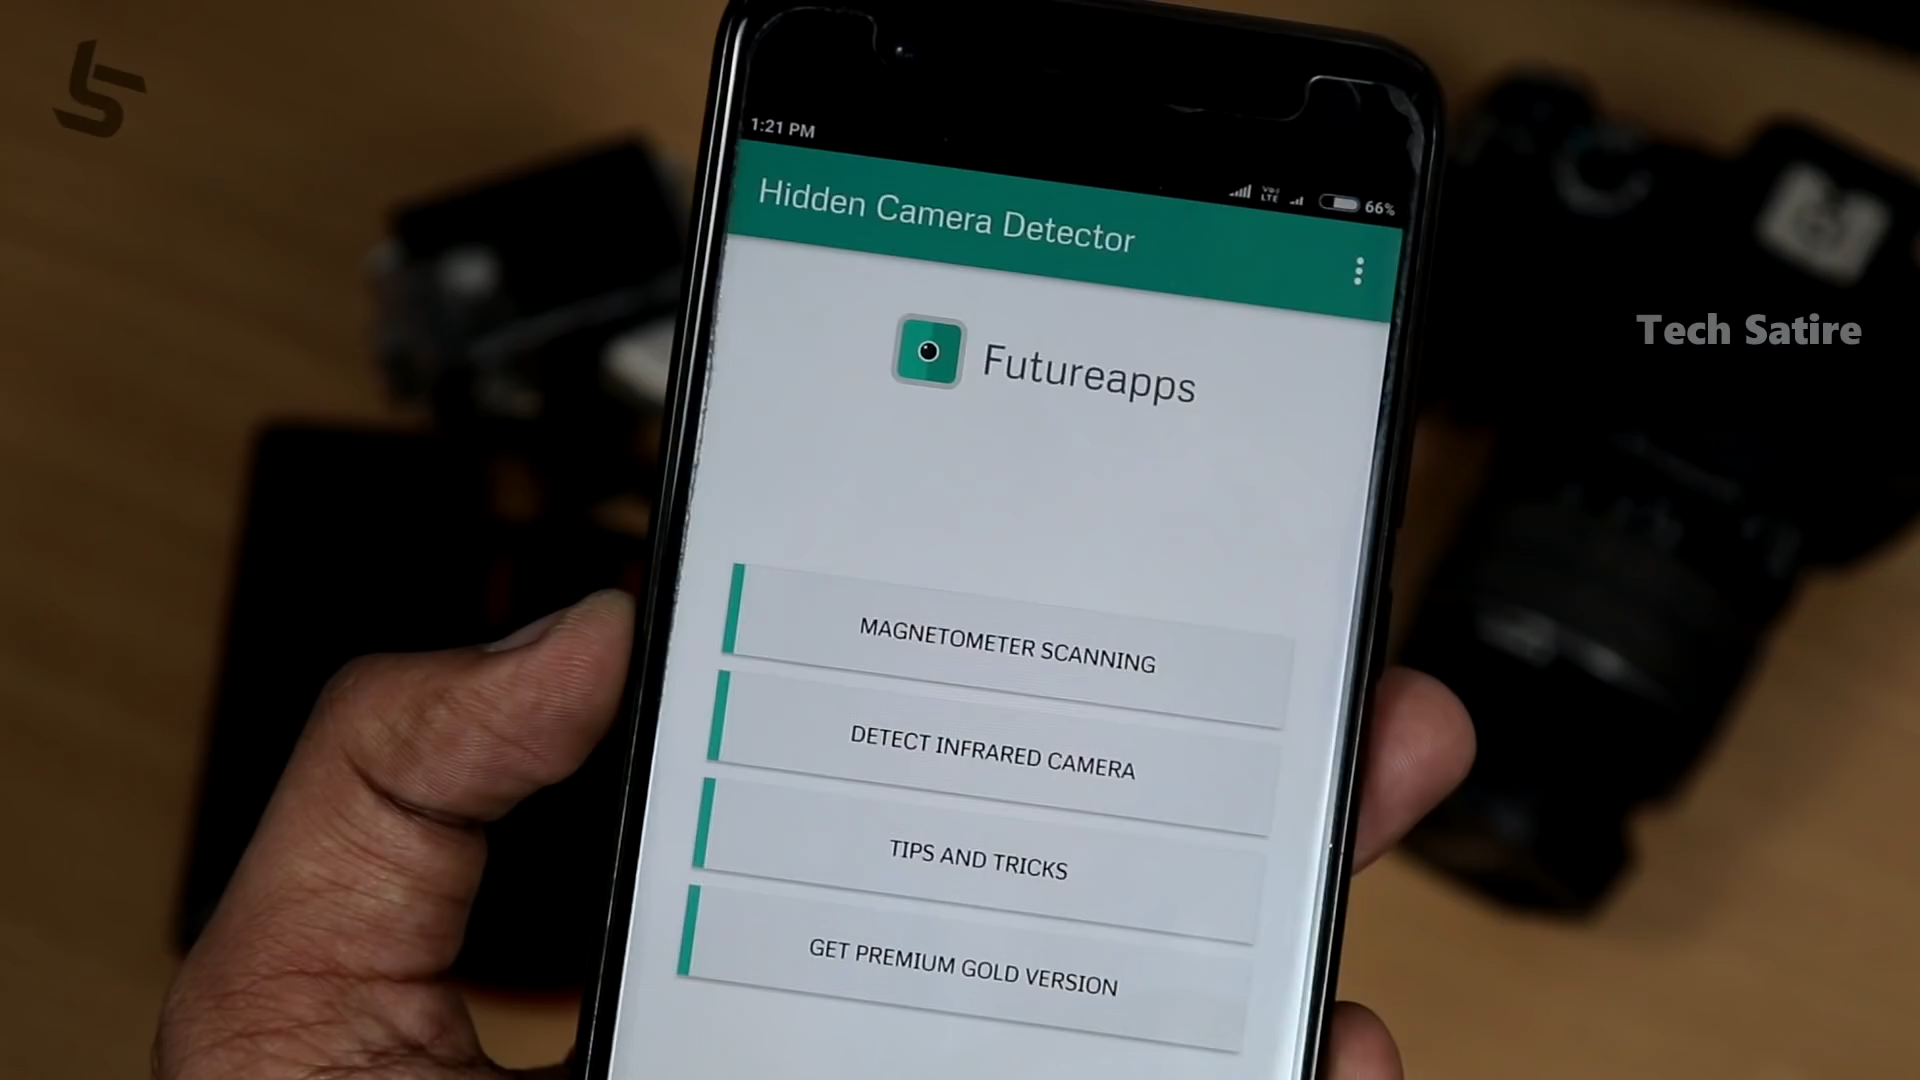 1:21 PM
66%
Hidden Camera Detector
Tech Satire
Futureapps
MAGNETOMETER SCANNING
DETECT INFRARED CAMERA
TIPS AND TRICKS
GET PREMIUM GOLD VERSION